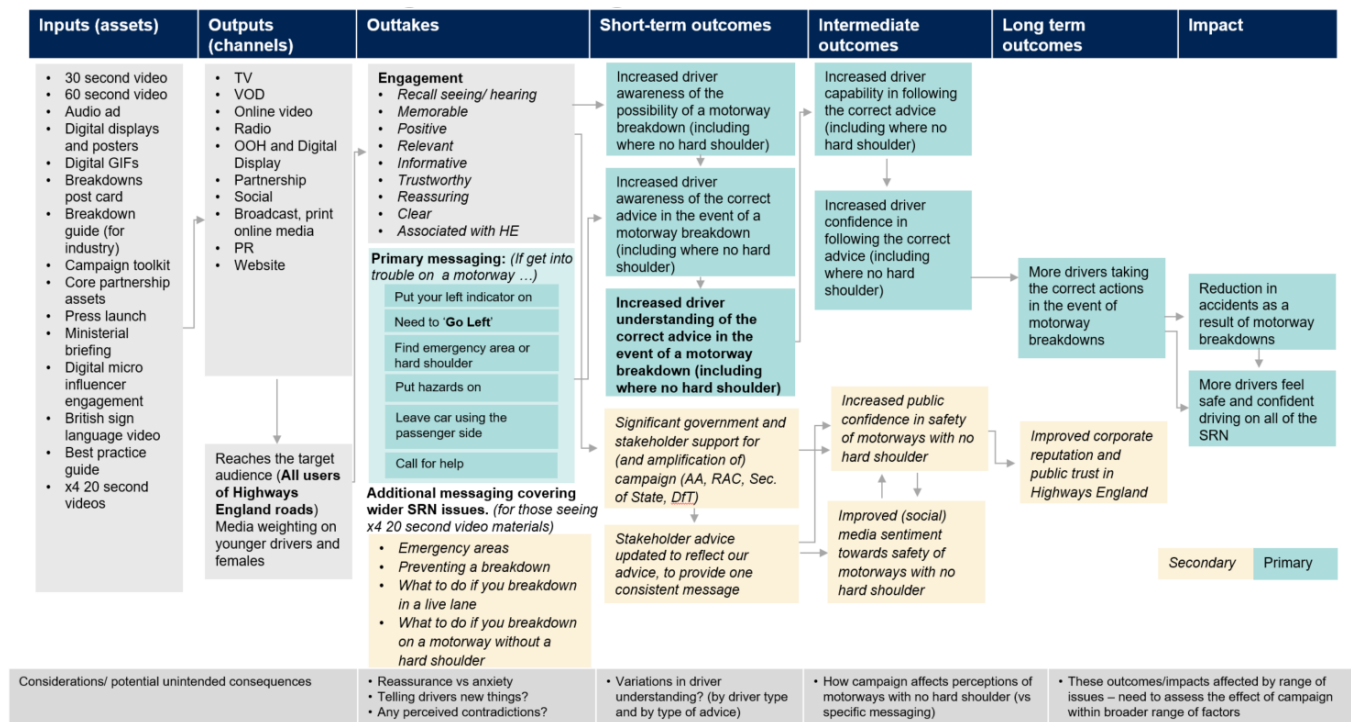 Inputs (assets)
Outputs
(channels)
Outtakes
Short-term outcomes
Intermediate
outcomes
Long term
outcomes
Impact
• 30 second video
• 60 second video
• Audio ad
• Digital displays
and posters
• Digital GIFs
• Breakdowns
post card
• Breakdown
guide (for
industry)
• Campaign toolkit
• Core partnership
assets
• Press launch
• Ministerial
briefing
• Digital micro
influencer
engagement
• British sign
language video
• Best practice
guide
• x4 20 second
videos
• TV
• VOD
• Online video
• Radio
• OOH and Digital
Display
• Partnership
• Social
• Broadcast, print
online media
• PR
• Website
Reaches the target
audience (All users
of Highways
England roads)
Media weighting on
younger drivers and
females
Engagement
• Recall seeing/ hearing
• Memorable
• Positive
• Relevant
• Informative
• Trustworthy
• Reassuring
• Clear
• Associated with HE
Primary messaging: (If get into
trouble on a motorway …)
Put your left indicator on
Need to ‘Go Left’
Find emergency area or
hard shoulder
Put hazards on
Leave car using the
passenger side
Call for help
Additional messaging covering
wider SRN issues. (for those seeing
x4 20 second video materials)
• Emergency areas
• Preventing a breakdown
• What to do if you breakdown
in a live lane
• What to do if you breakdown
on a motorway without a
hard shoulder
Increased driver
awareness of the
possibility of a motorway
breakdown (including
where no hard shoulder)
Increased driver
awareness of the correct
advice in the event of a
motorway breakdown
(including where no hard
shoulder)
Increased driver
understanding of the
correct advice in the
event of a motorway
breakdown (including
where no hard shoulder)
Significant government and
stakeholder support for
(and amplification of)
campaign (AA, RAC, Sec.
of State, DfT)
Stakeholder advice
updated to reflect our
advice, to provide one
consistent message
Increased driver
capability in following
the correct advice
(including where no
hard shoulder)
Increased driver
confidence in
following the correct
advice (including
where no hard
shoulder)
Increased public
confidence in safety
of motorways with no
hard shoulder
Improved (social)
media sentiment
towards safety of
motorways with no
hard shoulder
More drivers taking
the correct actions
in the event of
motorway
breakdowns
Improved corporate
reputation and
public trust in
Highways England
Reduction in
accidents as a
result of motorway
breakdowns
More drivers feel
safe and confident
driving on all of the
SRN
Secondary
Primary
Considerations/ potential unintended consequences
• Reassurance vs anxiety
• Telling drivers new things?
• Any perceived contradictions?
• Variations in driver
understanding? (by driver type
and by type of advice)
• How campaign affects perceptions of
motorways with no hard shoulder (vs
specific messaging)
• These outcomes/impacts affected by range of
issues – need to assess the effect of campaign
within broader range of factors